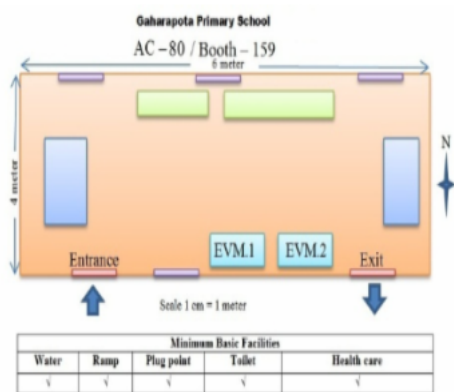 Gaharapota Primary School
AC -80 / Booth -159
6 meter
4 meter
N
EVM.1 EVM.2
Entrance Exit
Scale 1 cm = 1 meter
Minimum Basic Facilities
Water Ramp Plug point Toilet Health care
√ √ √ √ √